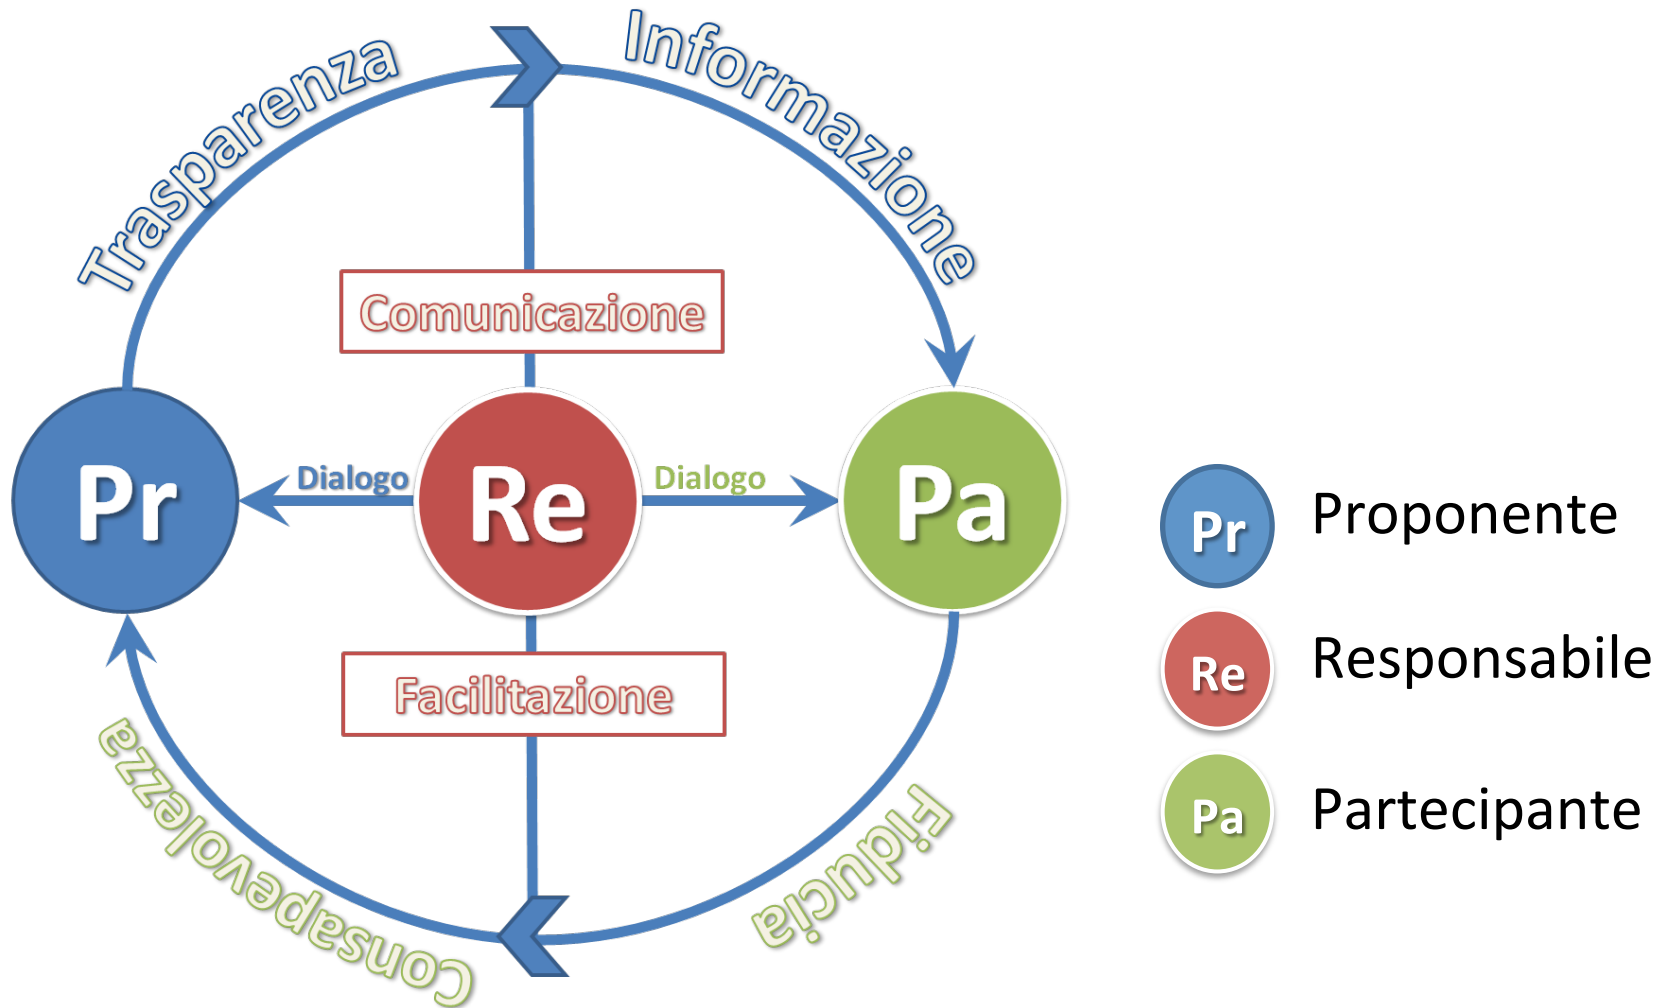 Trasparenza
Informazione
Comunicazione
Pr
Dialogo
Re
Dialogo
Pa
Facilitazione
Consapevolezza
Fiducia
Pr Proponente
Re Responsabile
Pa Partecipante